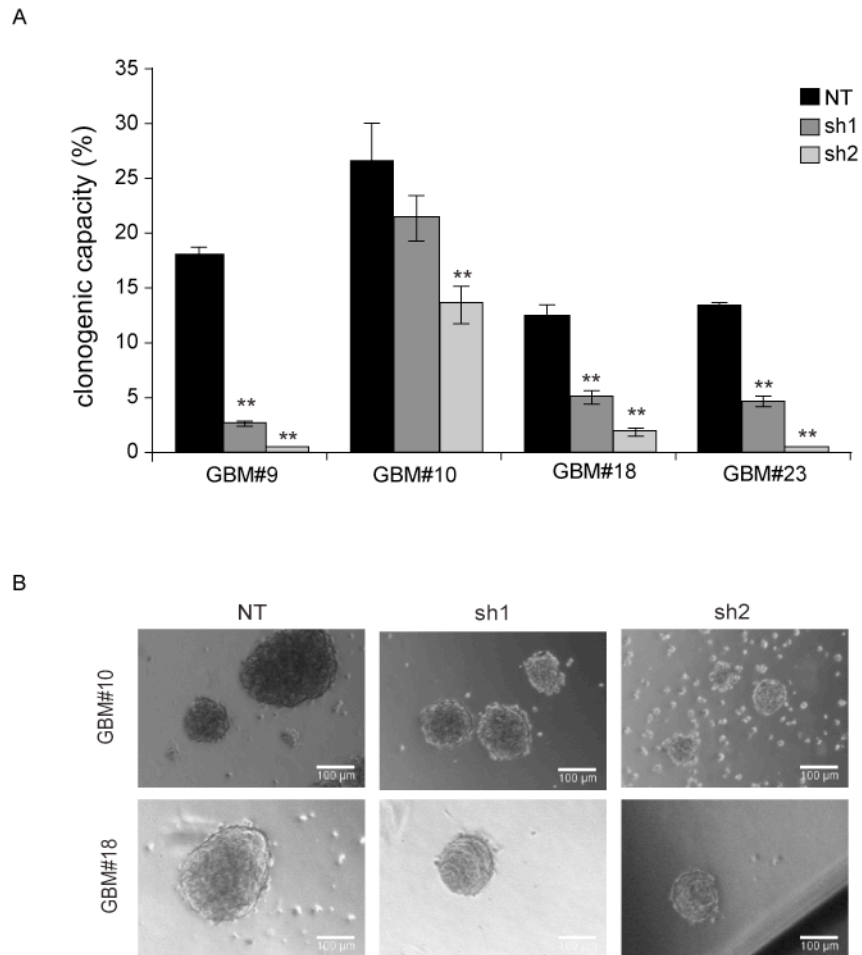 A
35
30
25
20
15
10
5
0
clonogenic capacity (%)
NT
sh1
sh2
**
**
**
**
**
**
**
GBM#9
GBM#10
GBM#18
GBM#23
B
NT
sh1
sh2
GBM#10
100 µm
100 µm
100 µm
GBM#18
100 µm
100 µm
100 µm